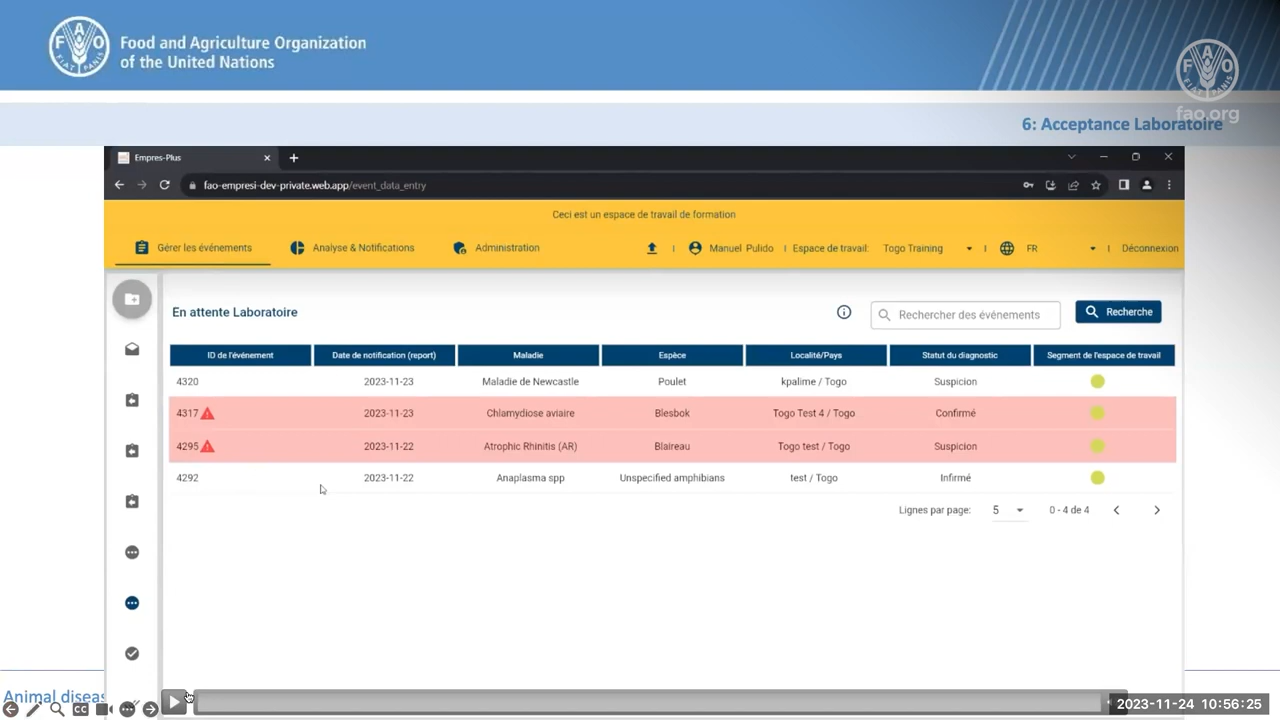 Food and Agriculture Organization
of the United Nations
FAO
FIAT PANIS
fao.org
6: Acceptance Laboratoire
Empres-Plus
fao-empresi-dev-private.web.app/event_data_entry
Ceci est un espace de travail de formation
Gérer les événements
Analyse & Notifications
Administration
Manuel Pulido
Espace de travail:
Togo Training
FR
Déconnexion
En attente Laboratoire
Rechercher des événements
Recherche
ID de l'événement Date de notification (report) Maladie Espèce Localité/Pays Statut du diagnostic Segment de l'espace de travail
4320 2023-11-23 Maladie de Newcastle Poulet kpalime / Togo Suspicion
4317 2023-11-23 Chlamydiose aviaire Blesbok Togo Test 4 / Togo Confirmé
4295 2023-11-22 Atrophic Rhinitis (AR) Blaireau Togo test / Togo Suspicion
4292 2023-11-22 Anaplasma spp Unspecified amphibians test / Togo Infirmé
Lignes par page: 5 0 - 4 de 4
Animal diseas
CC
2023-11-24 10:56:25